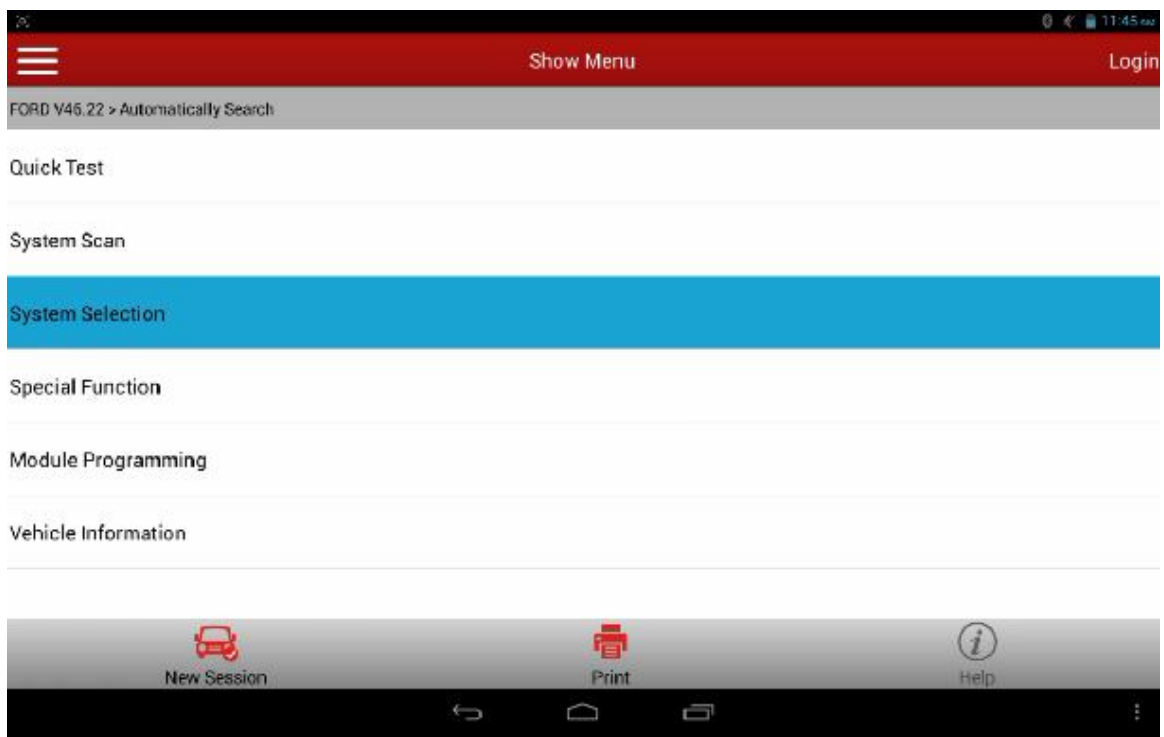 11:45 AM
Show Menu
Login
FORD V46.22 > Automatically Search
Quick Test
System Scan
System Selection
Special Function
Module Programming
Vehicle Information
New Session
Print
Help